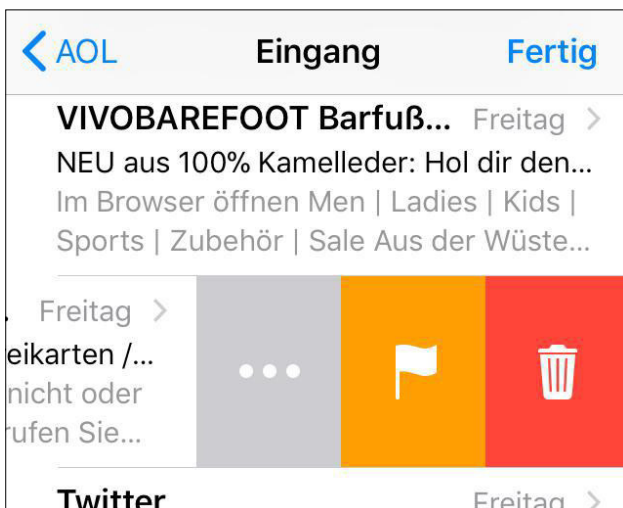 AOL Eingang Fertig
VIVOBAREFOOT Barfuß... Freitag
NEU aus 100% Kamelleder: Hol dir den...
Im Browser öffnen Men | Ladies | Kids |
Sports | Zubehör | Sale Aus der Wüste...
. Freitag
eikarten /...
nicht oder
rufen Sie...
Twitter Freitag